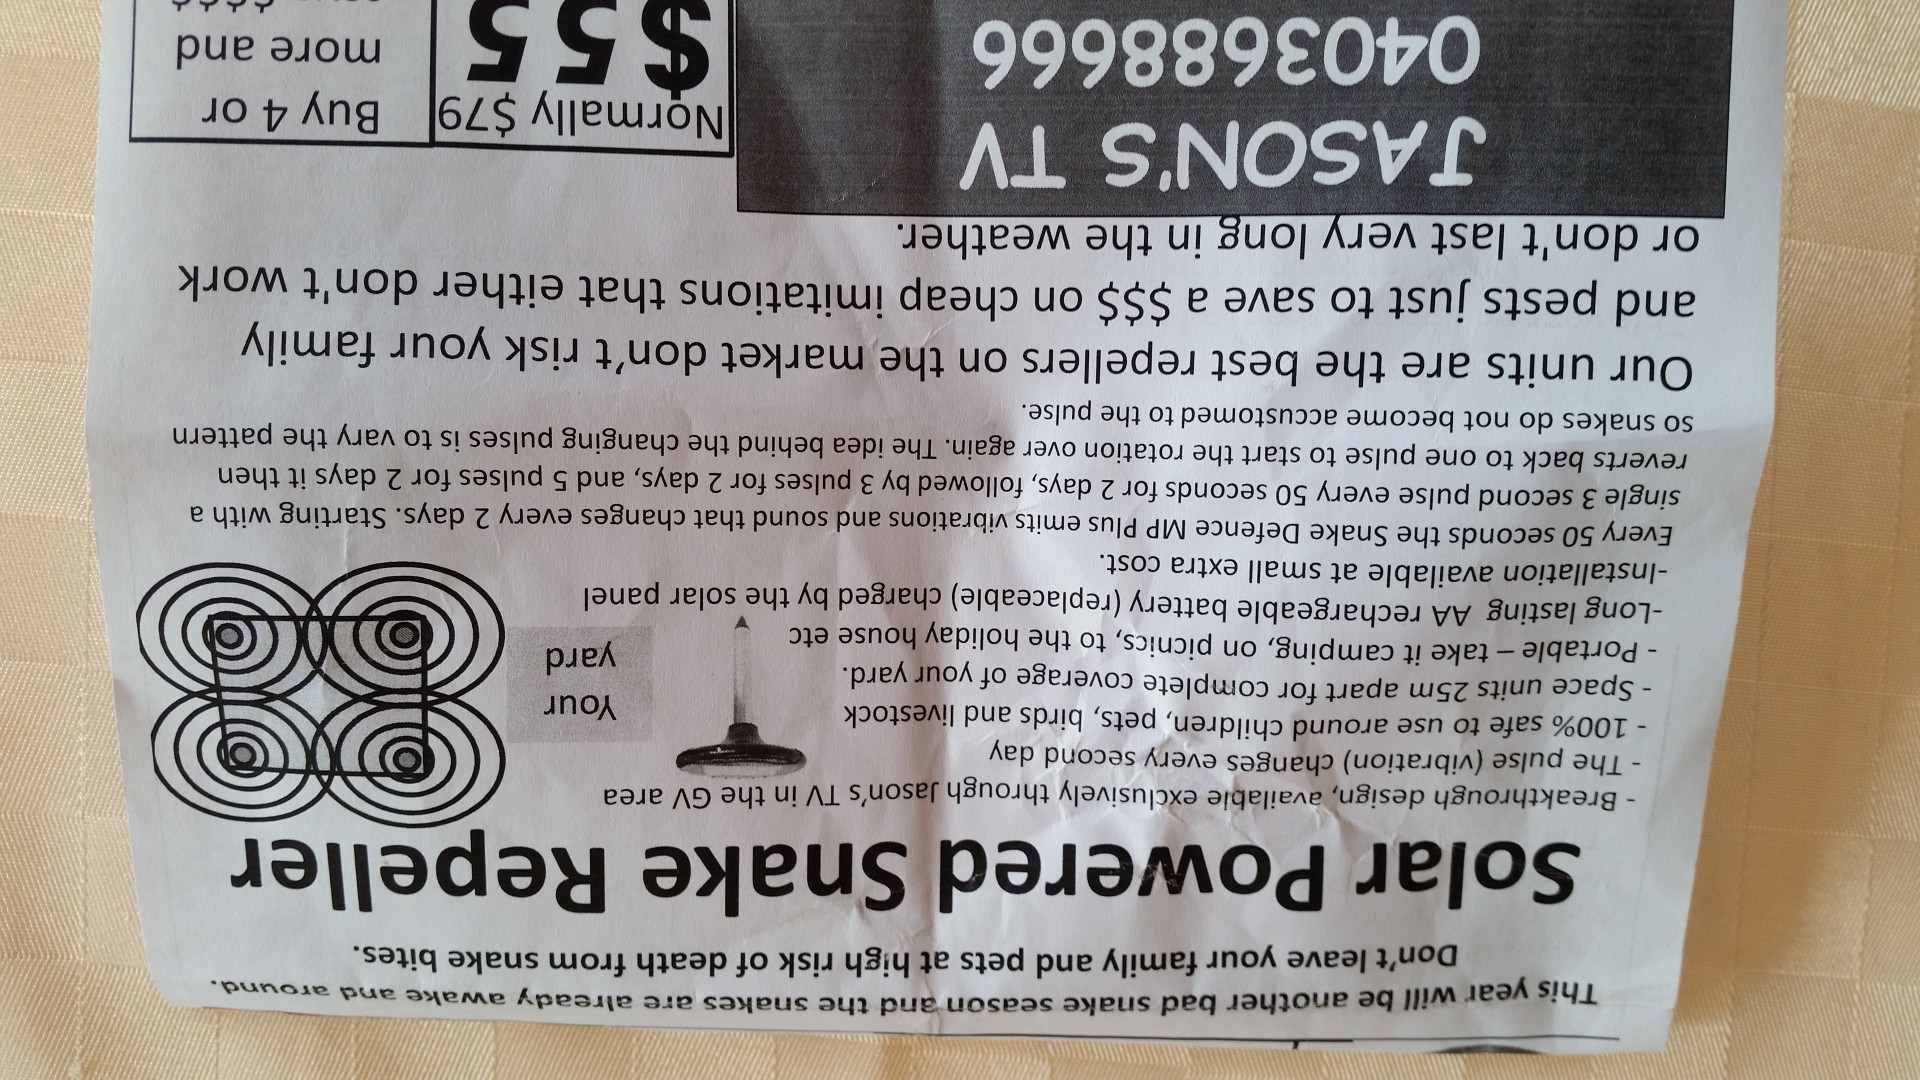 This year will be another bad snake season and the snakes are already awake and around.
Don't leave your family and pets at high risk of death from snake bites.
Solar Powered Snake Repeller
- Breakthrough design, available exclusively through Jason's TV in the GV area
- The pulse (vibration) changes every second day
- 100% safe to use around children, pets, birds and livestock
- Space units 25m apart for complete coverage of your yard.
- Portable – take it camping, on picnics, to the holiday house etc
-Long lasting AA rechargeable battery (replaceable) charged by the solar panel
-Installation available at small extra cost.
Your
yard
Every 50 seconds the Snake Defence MP Plus emits vibrations and sound that changes every 2 days. Starting with a
single 3 second pulse every 50 seconds for 2 days, followed by 3 pulses for 2 days, and 5 pulses for 2 days it then
reverts back to one pulse to start the rotation over again. The idea behind the changing pulses is to vary the pattern
so snakes do not become accustomed to the pulse.
Our units are the best repellers on the market don't risk your family
and pests just to save a $$$ on cheap imitations that either don't work
or don't last very long in the weather.
JASON'S TV
0403688666
Normally $79
$55
Buy 4 or
more and